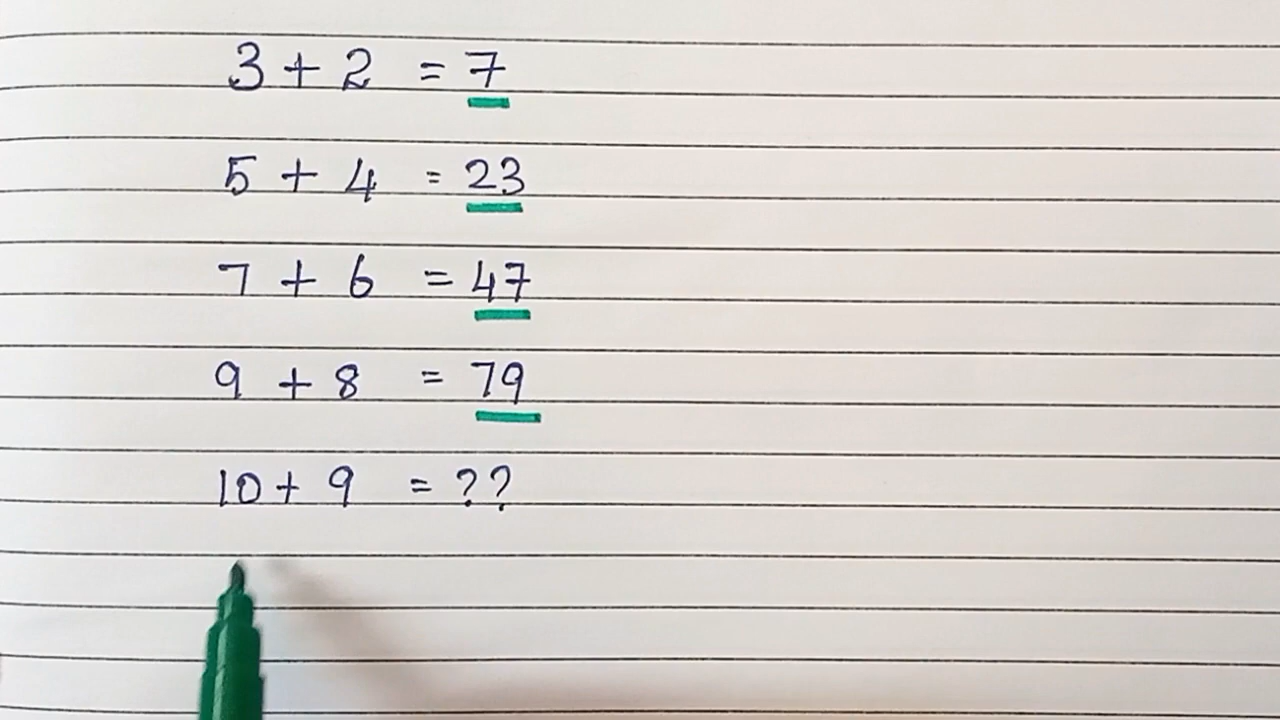 3 + 2 = 7
5 + 4 = 23
7 + 6 = 47
9 + 8 = 79
10 + 9 = ??